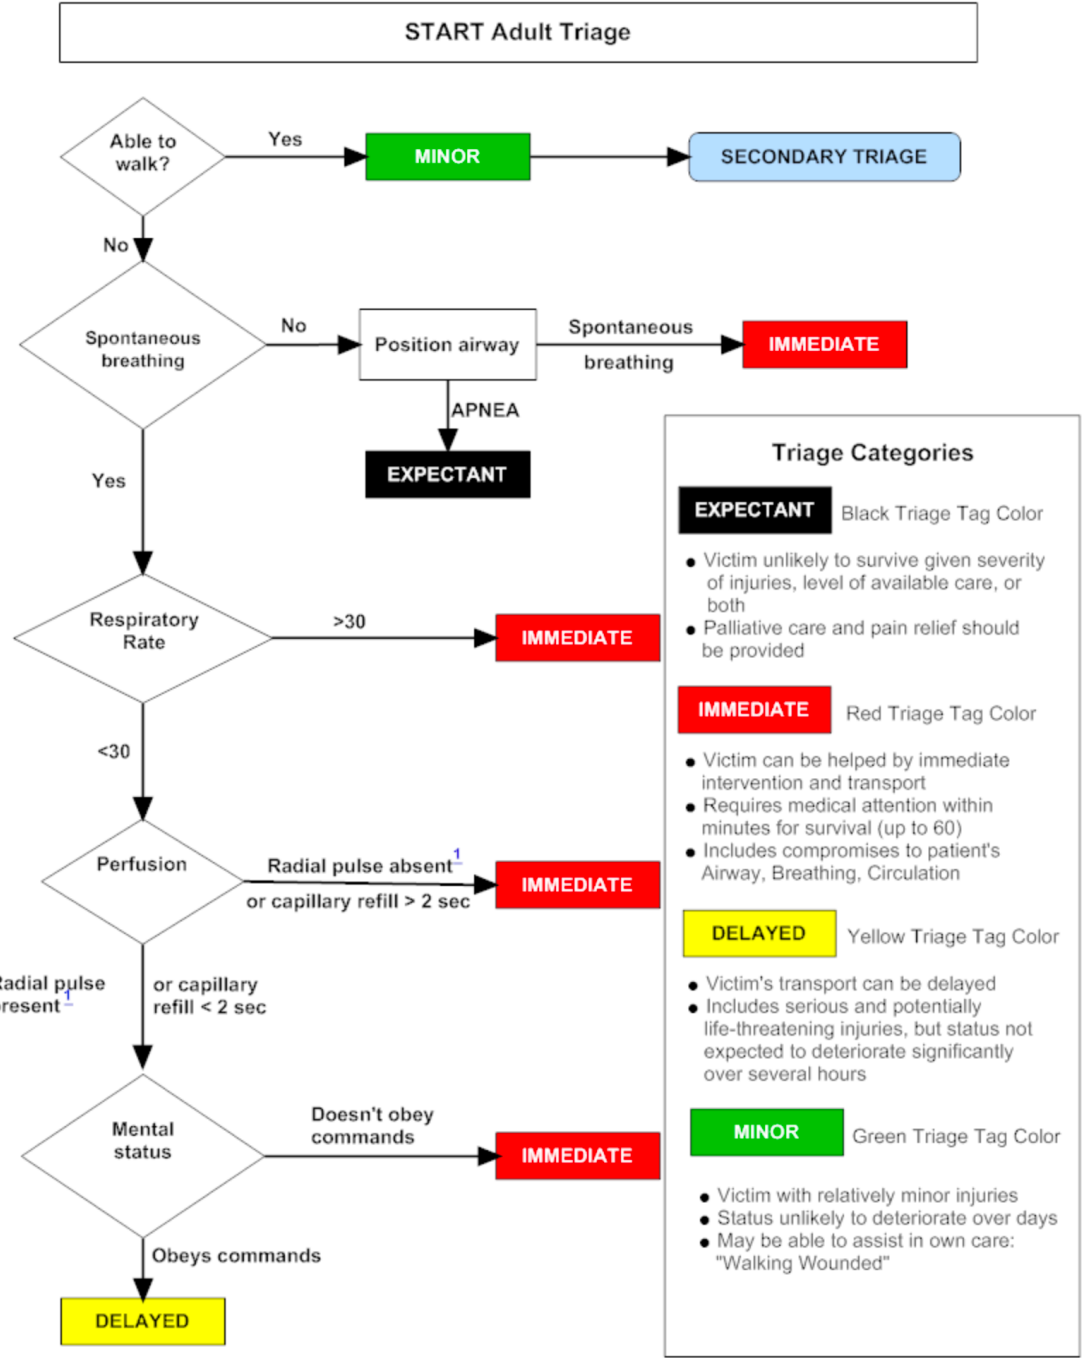 START Adult Triage
Able to
walk?
Yes
MINOR
SECONDARY TRIAGE
No
Spontaneous
breathing
No
Position airway
Spontaneous
breathing
IMMEDIATE
APNEA
EXPECTANT
Yes
Respiratory
Rate
>30
IMMEDIATE
<30
Perfusion
Radial pulse absent1
or capillary refill > 2 sec
IMMEDIATE
Radial pulse
present1
or capillary
refill < 2 sec
Mental
status
Doesn't obey
commands
IMMEDIATE
Obeys commands
DELAYED
Triage Categories
EXPECTANT Black Triage Tag Color
● Victim unlikely to survive given severity
of injuries, level of available care, or
both
● Palliative care and pain relief should
be provided
IMMEDIATE Red Triage Tag Color
● Victim can be helped by immediate
intervention and transport
● Requires medical attention within
minutes for survival (up to 60)
● Includes compromises to patient's
Airway, Breathing, Circulation
DELAYED Yellow Triage Tag Color
● Victim's transport can be delayed
● Includes serious and potentially
life-threatening injuries, but status not
expected to deteriorate significantly
over several hours
MINOR Green Triage Tag Color
● Victim with relatively minor injuries
● Status unlikely to deteriorate over days
● May be able to assist in own care:
"Walking Wounded"